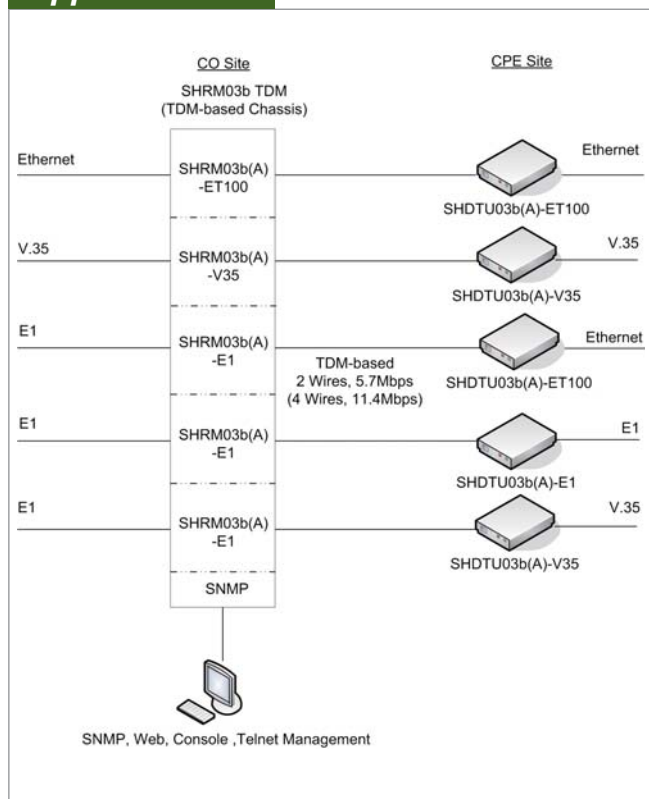 CO Site
CPE Site
SHRM03b TDM
(TDM-based Chassis)
Ethernet
SHRM03b(A)
-ET100
Ethernet
SHDTU03b(A)-ET100
V.35
SHRM03b(A)
-V35
V.35
SHDTU03b(A)-V35
E1
SHRM03b(A)
-E1
Ethernet
TDM-based
2 Wires, 5.7Mbps
(4 Wires, 11.4Mbps)
SHDTU03b(A)-ET100
E1
SHRM03b(A)
-E1
E1
SHDTU03b(A)-E1
E1
SHRM03b(A)
-E1
V.35
SHDTU03b(A)-V35
SNMP
SNMP, Web, Console ,Telnet Management